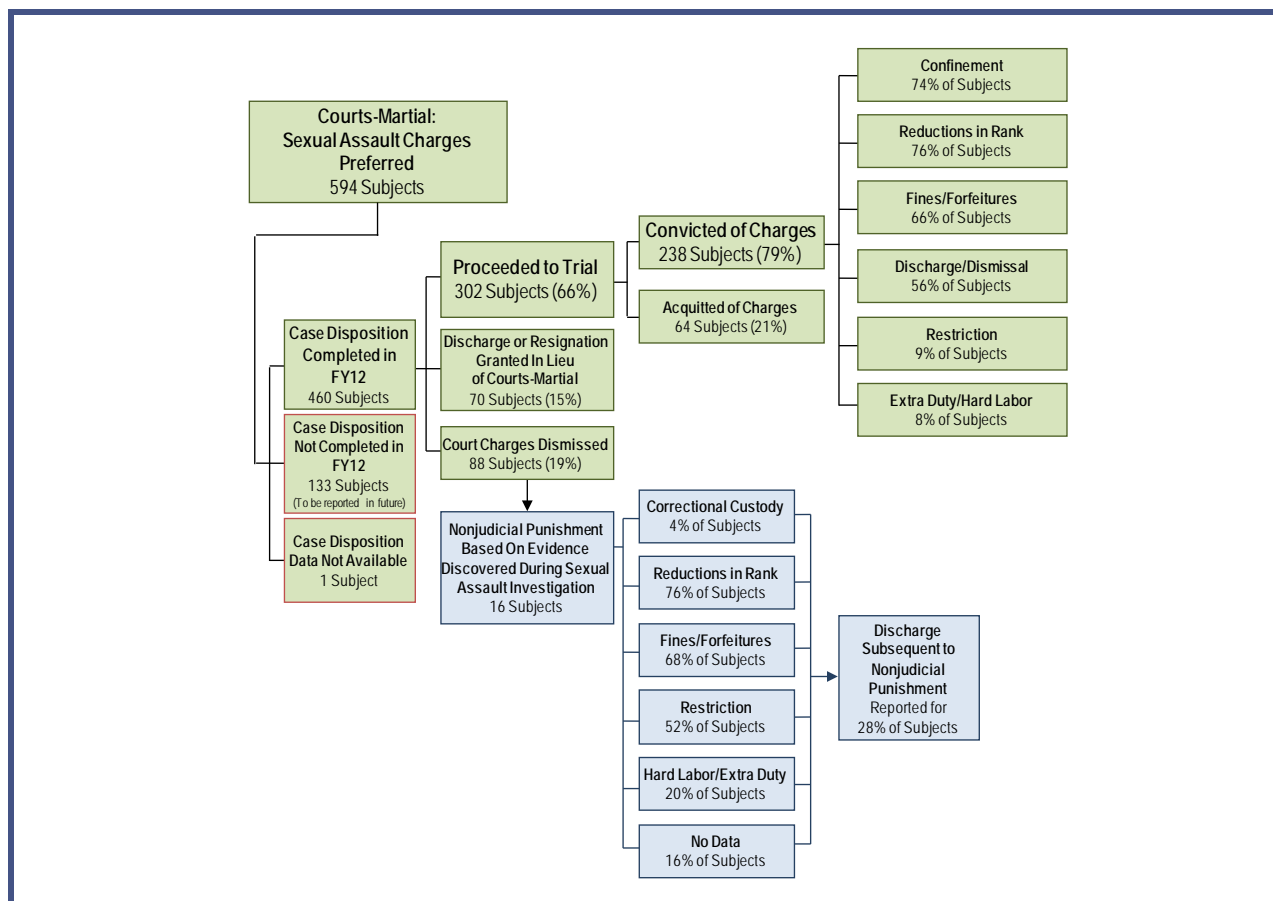 Courts-Martial:
Sexual Assault Charges
Preferred
594 Subjects
Case Disposition
Completed in
FY12
460 Subjects
Case Disposition
Not Completed in
FY12
133 Subjects
(To be reported in future)
Case Disposition
Data Not Available
1 Subject
Proceeded to Trial
302 Subjects (66%)
Discharge or Resignation
Granted In Lieu
of Courts-Martial
70 Subjects (15%)
Court Charges Dismissed
88 Subjects (19%)
Convicted of Charges
238 Subjects (79%)
Acquitted of Charges
64 Subjects (21%)
Confinement
74% of Subjects
Reductions in Rank
76% of Subjects
Fines/Forfeitures
66% of Subjects
Discharge/Dismissal
56% of Subjects
Restriction
9% of Subjects
Extra Duty/Hard Labor
8% of Subjects
Nonjudicial Punishment
Based On Evidence
Discovered During Sexual
Assault Investigation
16 Subjects
Correctional Custody
4% of Subjects
Reductions in Rank
76% of Subjects
Fines/Forfeitures
68% of Subjects
Restriction
52% of Subjects
Hard Labor/Extra Duty
20% of Subjects
No Data
16% of Subjects
Discharge
Subsequent to
Nonjudicial
Punishment
Reported for
28% of Subjects